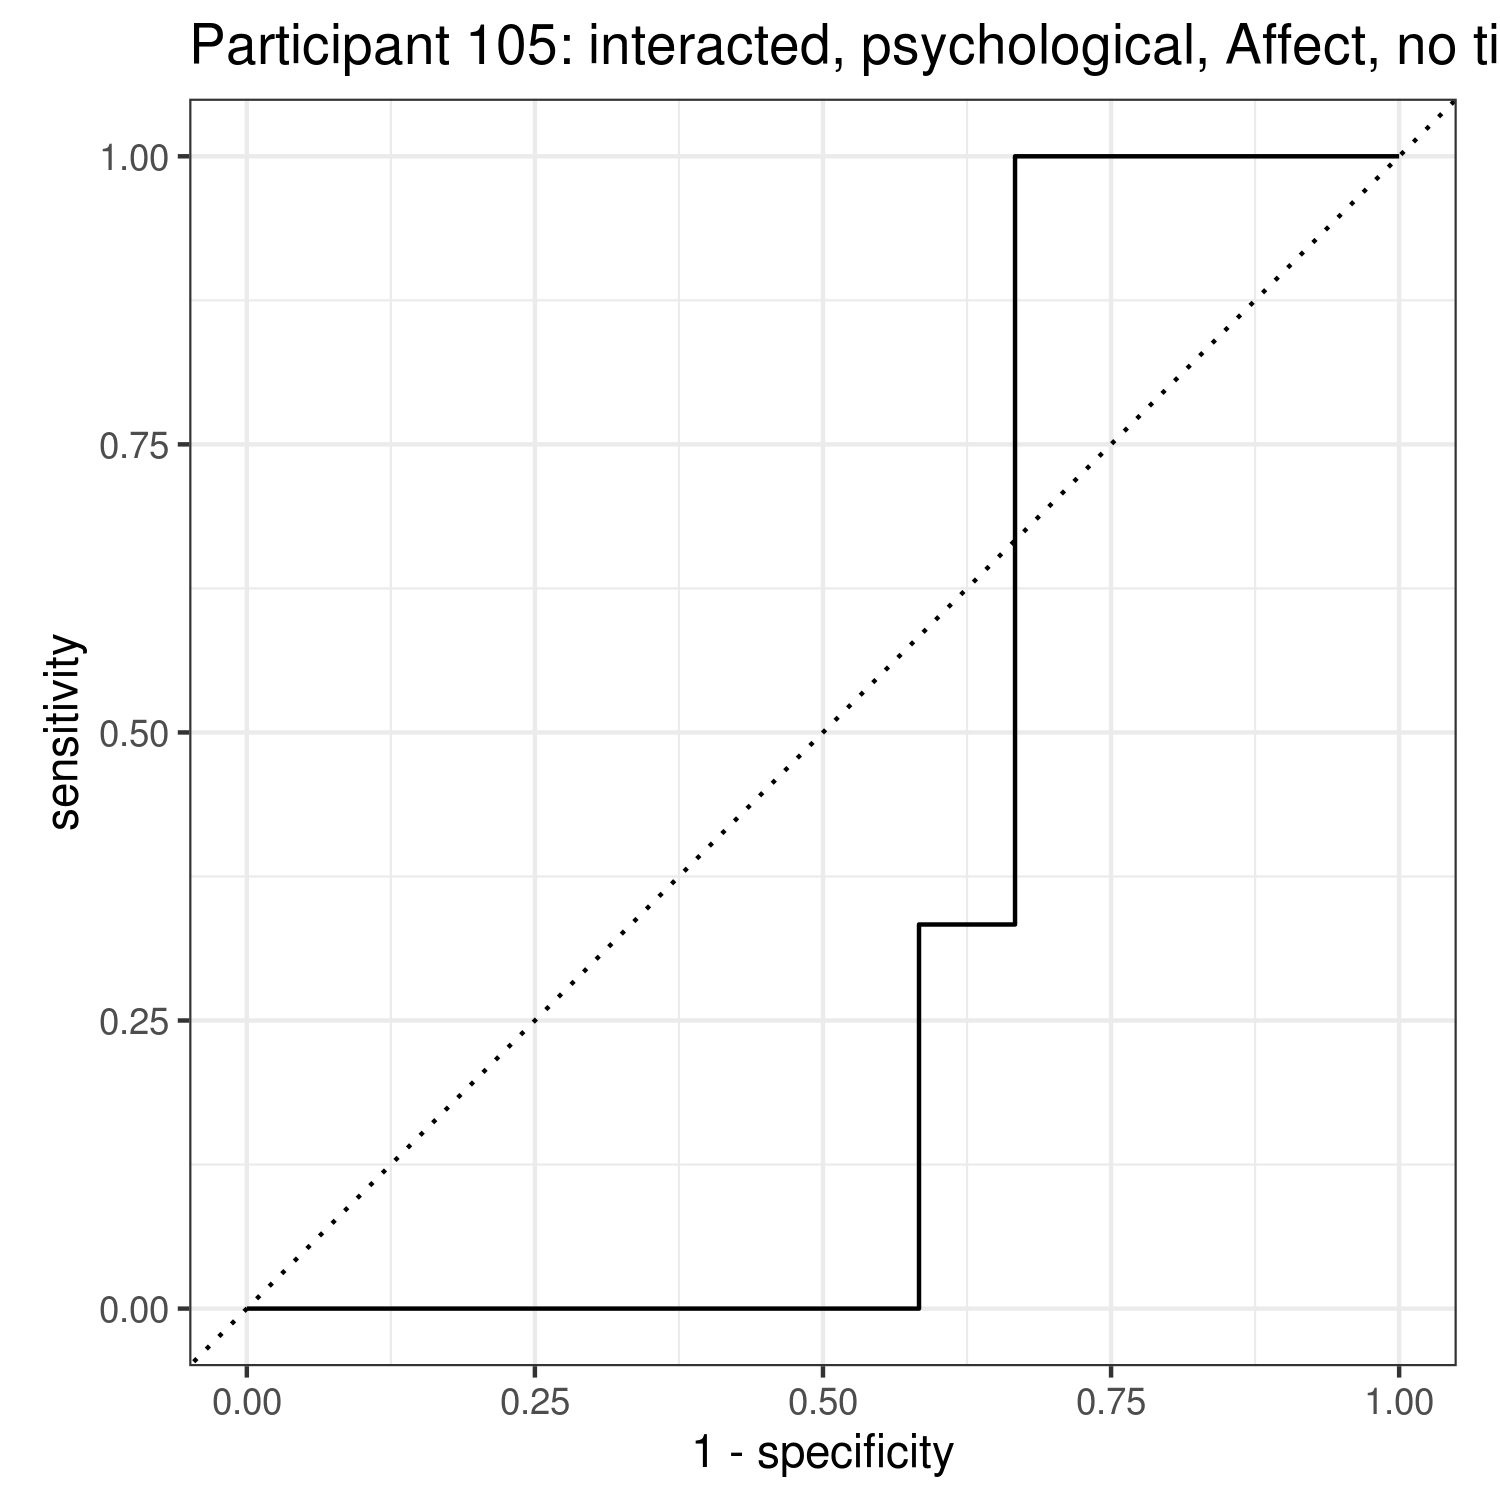 Participant 105: interacted, psychological, Affect, no ti
1.00
0.75
0.50
0.25
0.00
sensitivity
0.00 0.25 0.50 0.75 1.00
1 - specificity